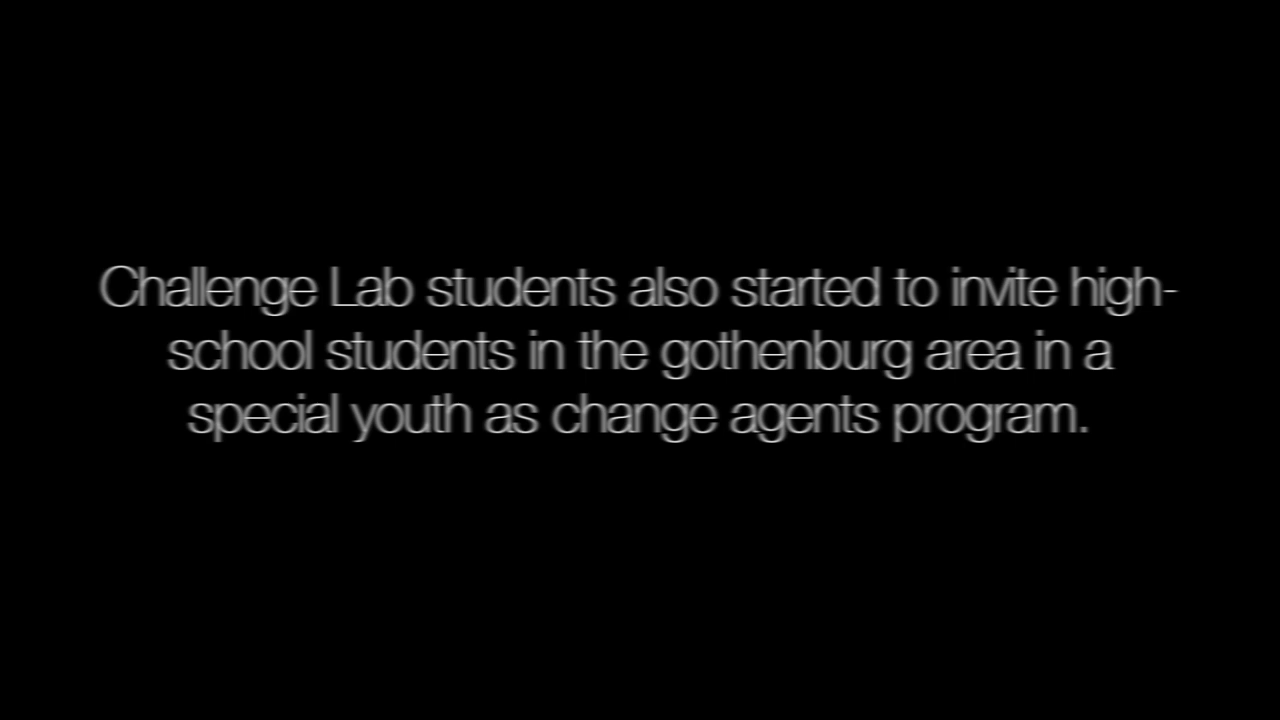 Challenge Lab students also started to invite high-
school students in the gothenburg area in a
special youth as change agents program.